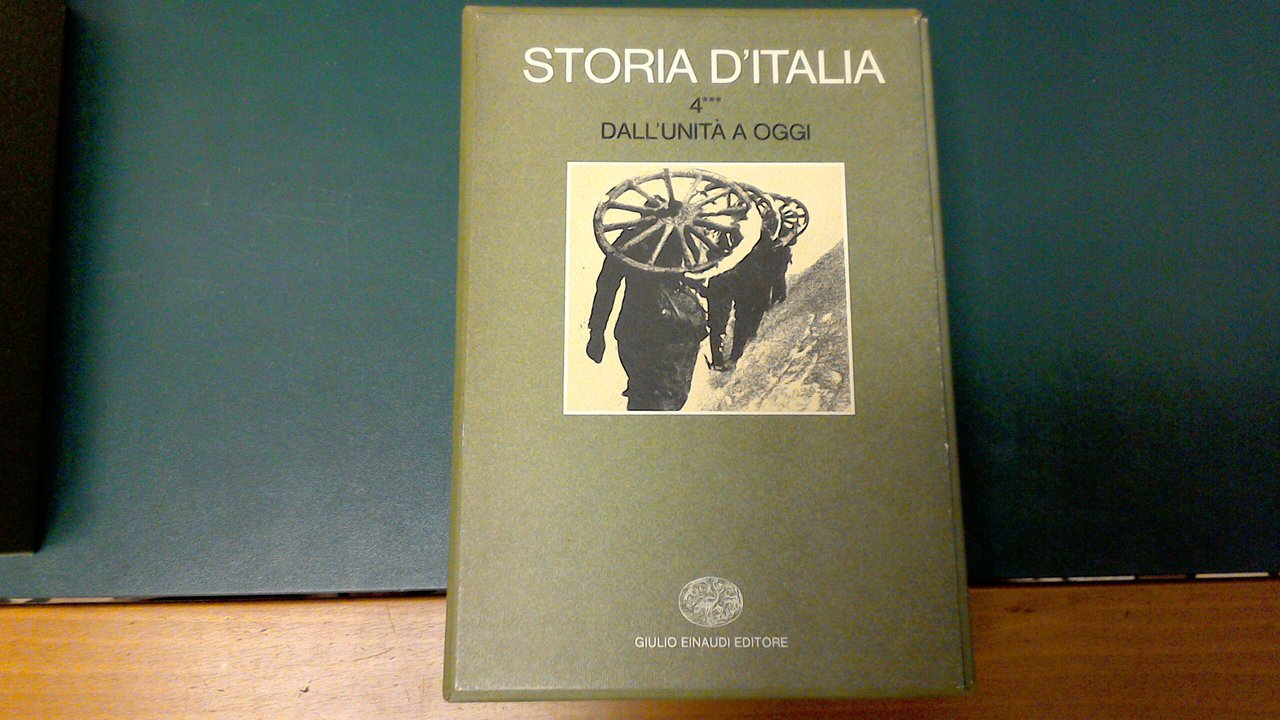 STORIA D'ITALIA
4***
DALL'UNITÀ A OGGI
GIULIO EINAUDI EDITORE